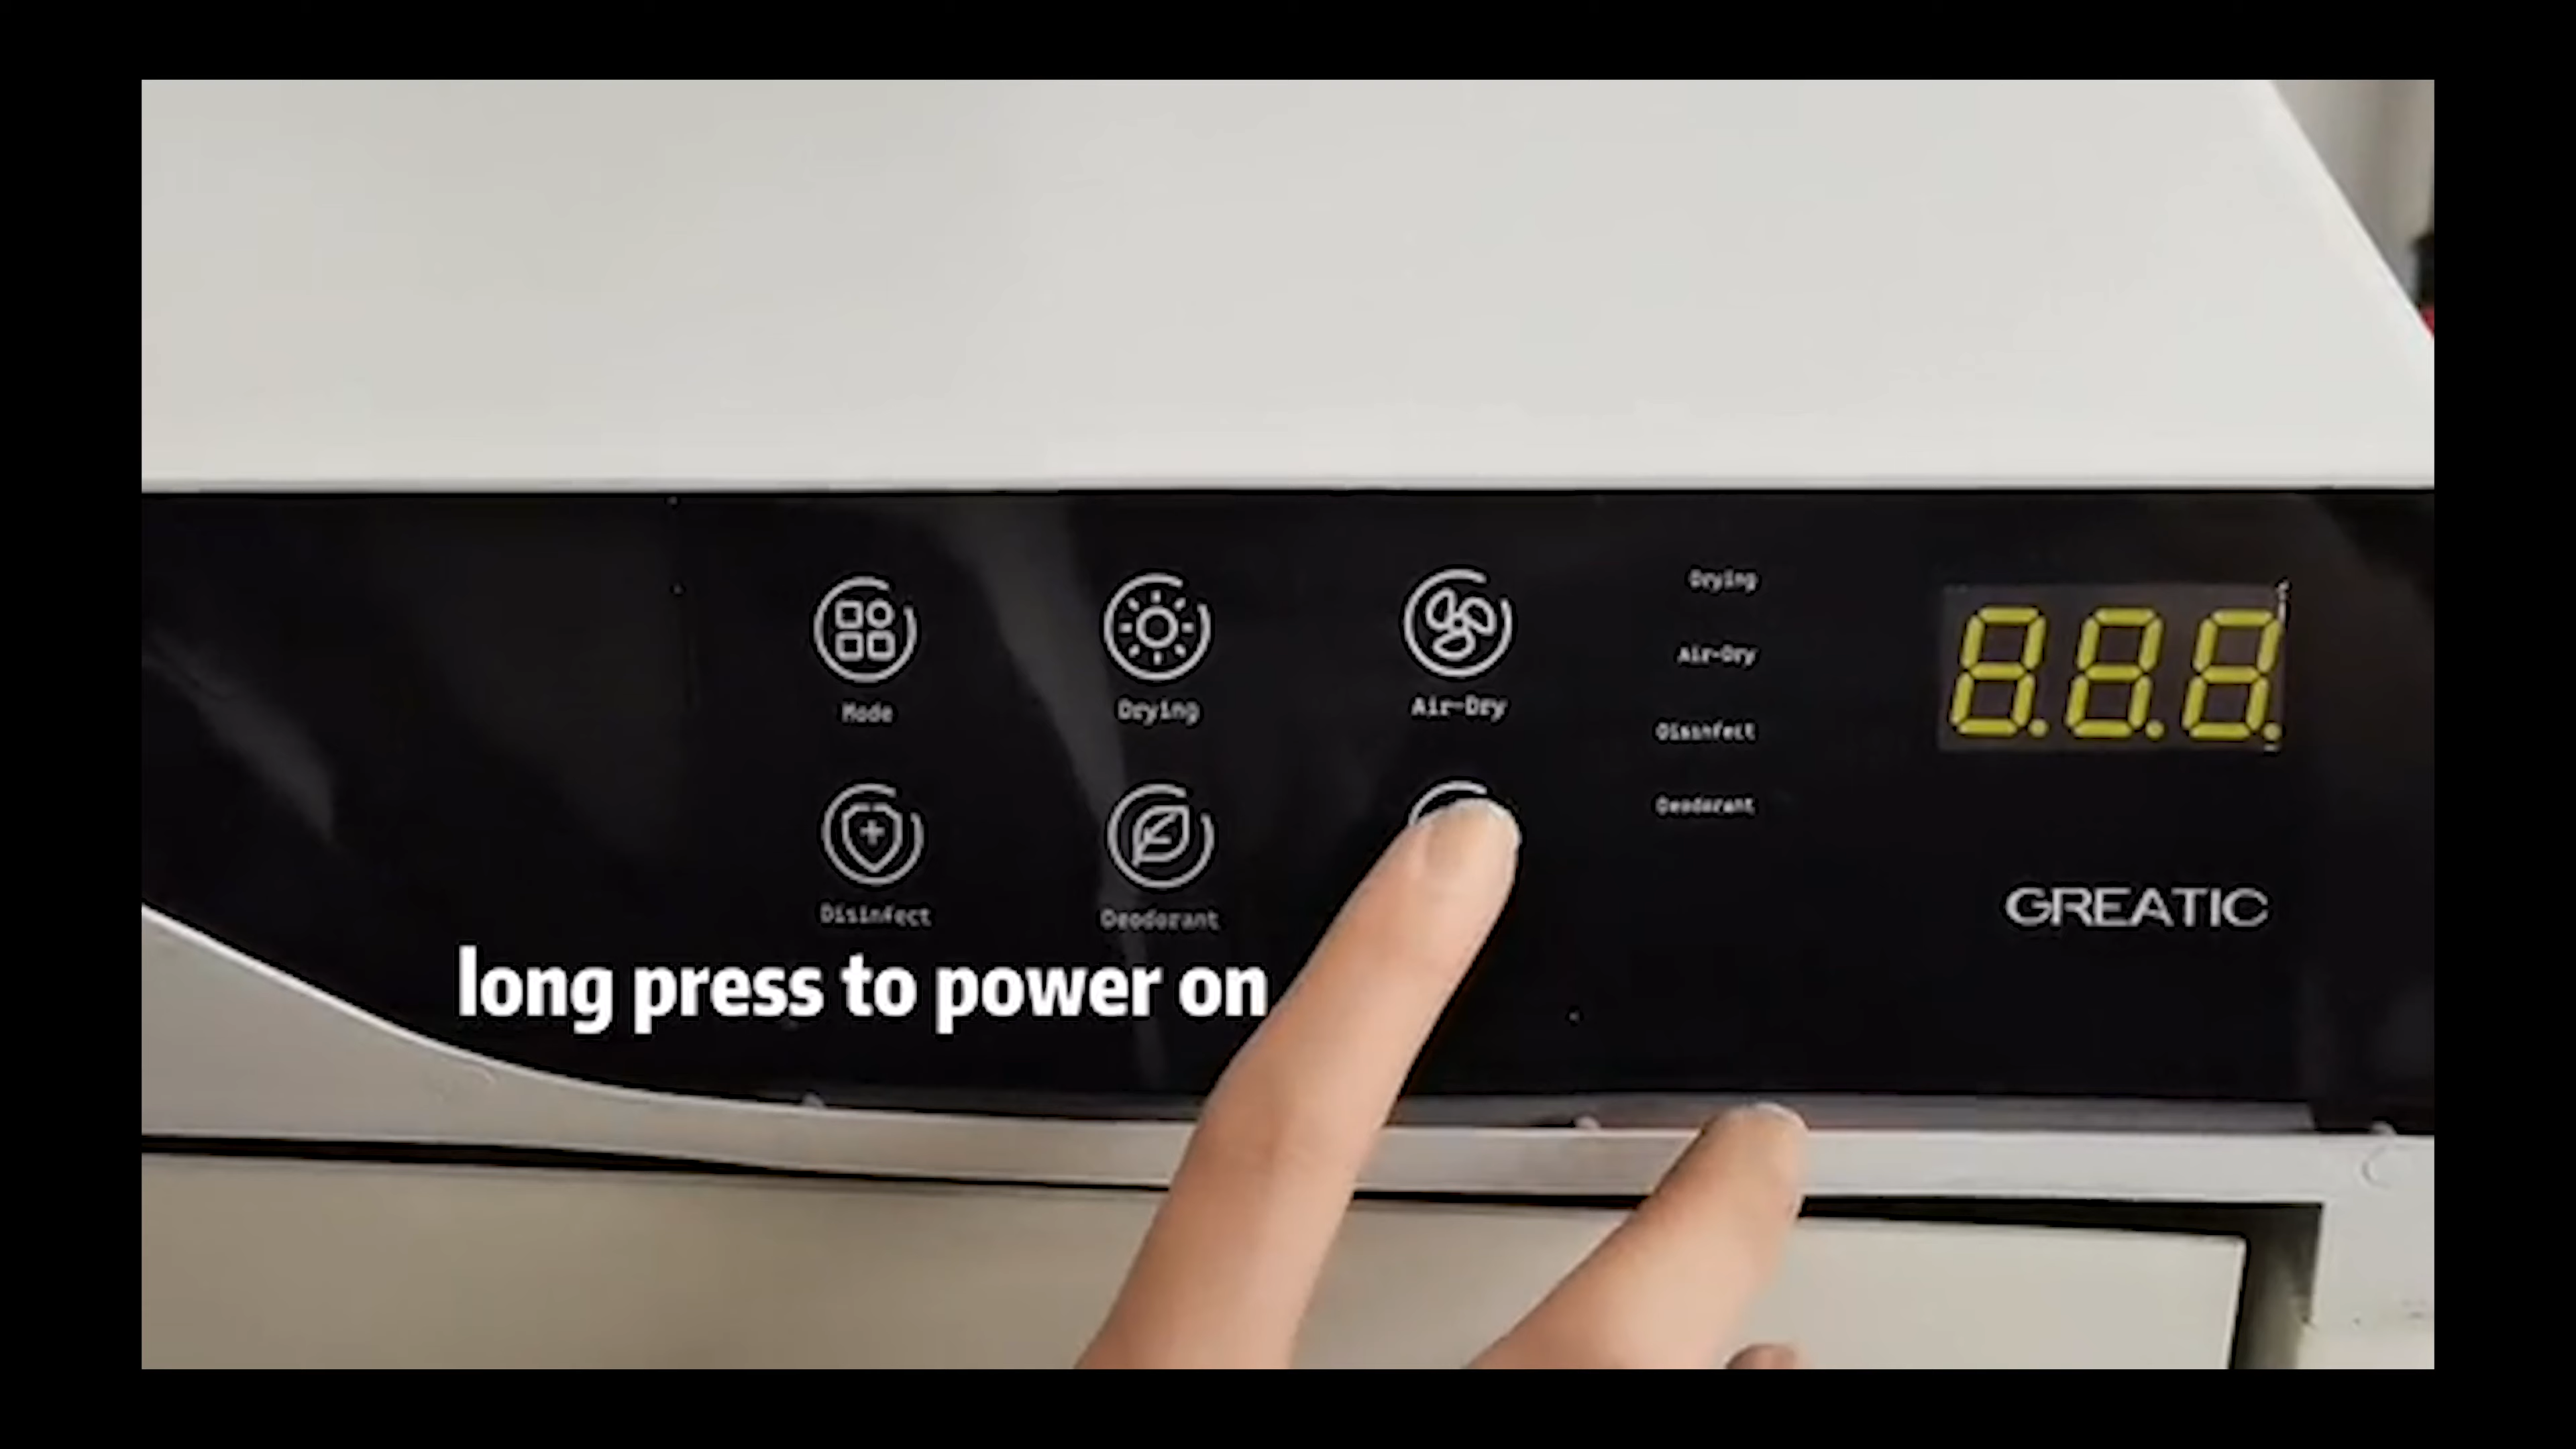 Mode
Drying
Air-Dry
Drying
Air-Dry
Disinfect
Deodorant
8.8.8.
Disinfect
Deodorant
GREATIC
long press to power on